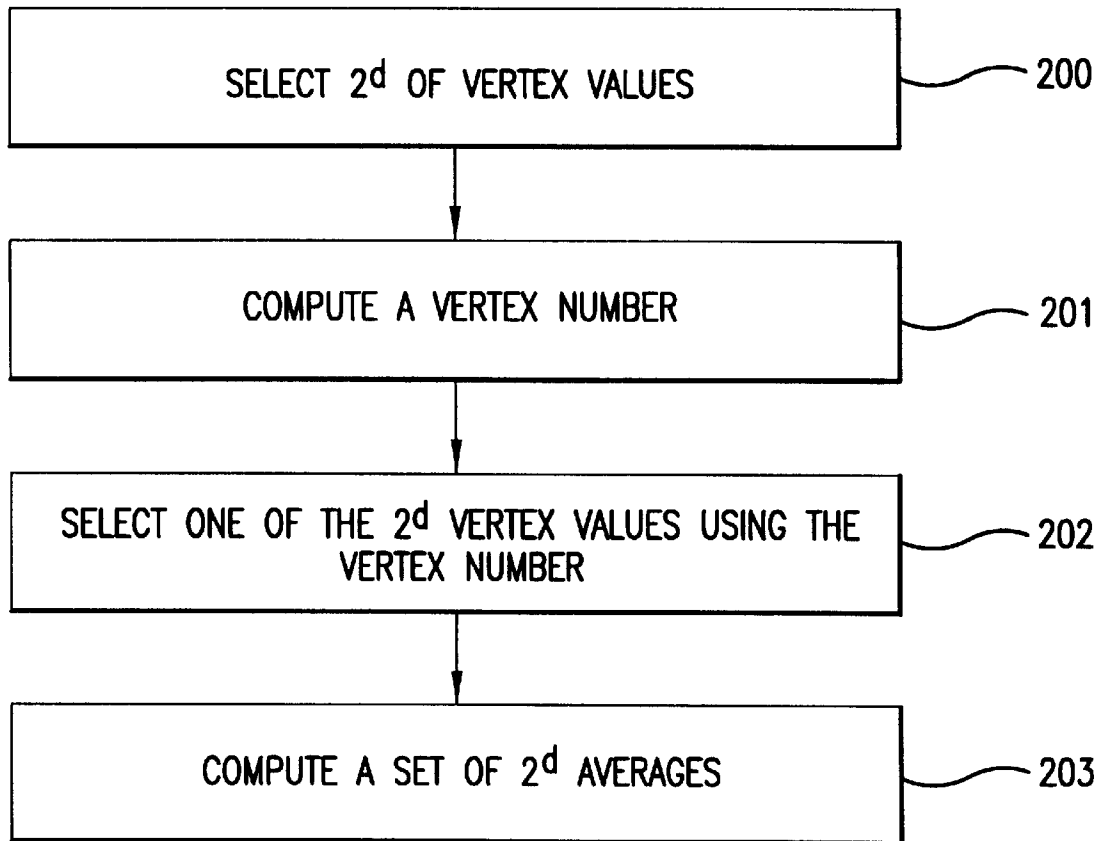 SELECT 2ᵈ OF VERTEX VALUES
200
COMPUTE A VERTEX NUMBER
201
SELECT ONE OF THE 2ᵈ VERTEX VALUES USING THE
VERTEX NUMBER
202
COMPUTE A SET OF 2ᵈ AVERAGES
203